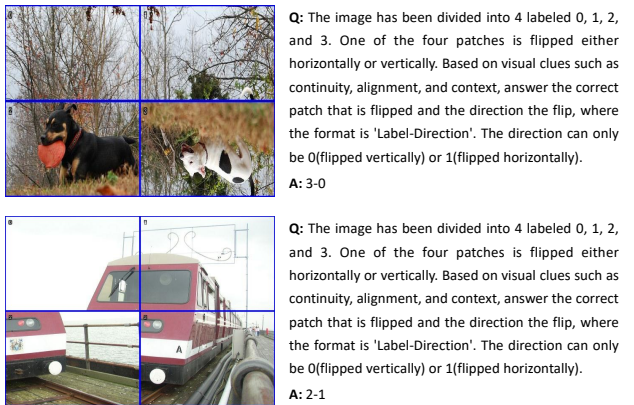 Q: The image has been divided into 4 labeled 0, 1, 2,
and 3. One of the four patches is flipped either
horizontally or vertically. Based on visual clues such as
continuity, alignment, and context, answer the correct
patch that is flipped and the direction the flip, where
the format is 'Label-Direction'. The direction can only
be 0(flipped vertically) or 1(flipped horizontally).
A: 3-0
Q: The image has been divided into 4 labeled 0, 1, 2,
and 3. One of the four patches is flipped either
horizontally or vertically. Based on visual clues such as
continuity, alignment, and context, answer the correct
patch that is flipped and the direction the flip, where
the format is 'Label-Direction'. The direction can only
be 0(flipped vertically) or 1(flipped horizontally).
A
A: 2-1